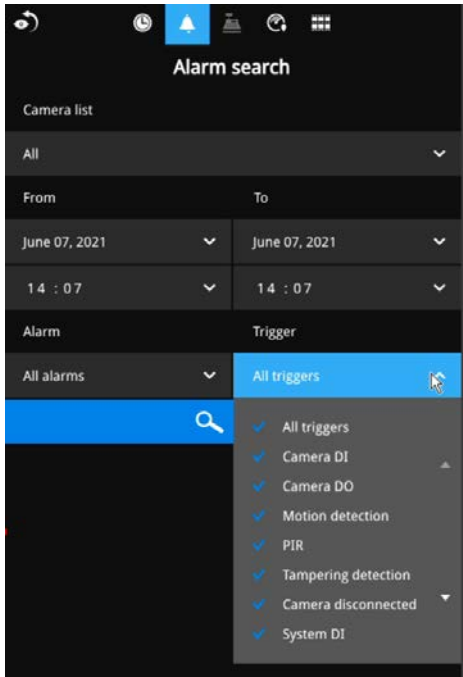 Alarm search
Camera list
All
From To
June 07, 2021 June 07, 2021
14 : 07 14 : 07
Alarm Trigger
All alarms All triggers
All triggers
Camera DI
Camera DO
Motion detection
PIR
Tampering detection
Camera disconnected
System DI